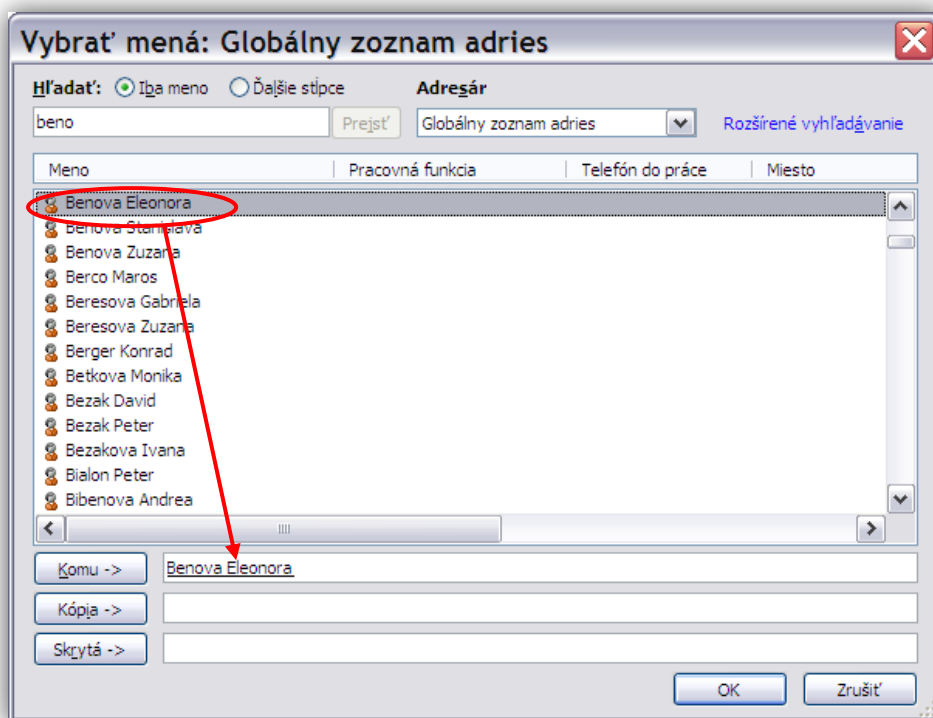 Vybrať mená: Globálny zoznam adries
Hľadať: Iba meno Ďalšie stĺpce Adresár
beno Prejsť Globálny zoznam adries Rozšírené vyhľadávanie
Meno Pracovná funkcia Telefón do práce Miesto
Benova Eleonora
Benova Stanislava
Benova Zuzana
Berco Maros
Beresova Gabriela
Beresova Zuzana
Berger Konrad
Betkova Monika
Bezak David
Bezak Peter
Bezakova Ivana
Bialon Peter
Bibenova Andrea
Komu -> Benova Eleonora
Kópia ->
Skrytá ->
OK Zrušiť